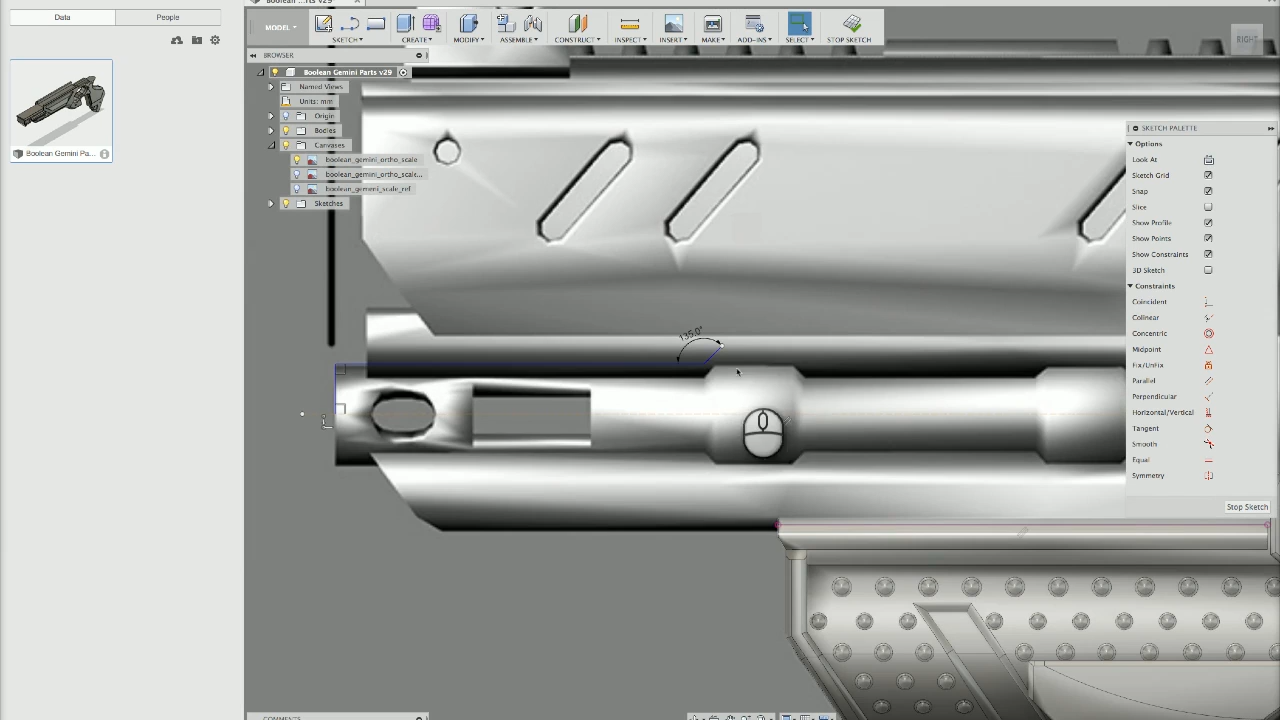 Data
People
Boolean Gemini Pa...
MODEL
SKETCH
CREATE
MODIFY
ASSEMBLE
CONSTRUCT
INSPECT
INSERT
MAKE
ADD-INS
SELECT
STOP SKETCH
BROWSER
Boolean Gemini Parts v29
Named Views
Units: mm
Origin
Bodies
Canvases
boolean_gemini_ortho_scale
boolean_gemini_ortho_scale...
boolean_gemini_scale_ref
Sketches
RIGHT
135.0°
SKETCH PALETTE
Options
Look At
Sketch Grid
Snap
Slice
Show Profile
Show Points
Show Constraints
3D Sketch
Constraints
Coincident
Colinear
Concentric
Midpoint
Fix/UnFix
Parallel
Perpendicular
Horizontal/Vertical
Tangent
Smooth
Equal
Symmetry
Stop Sketch
COMMENTS